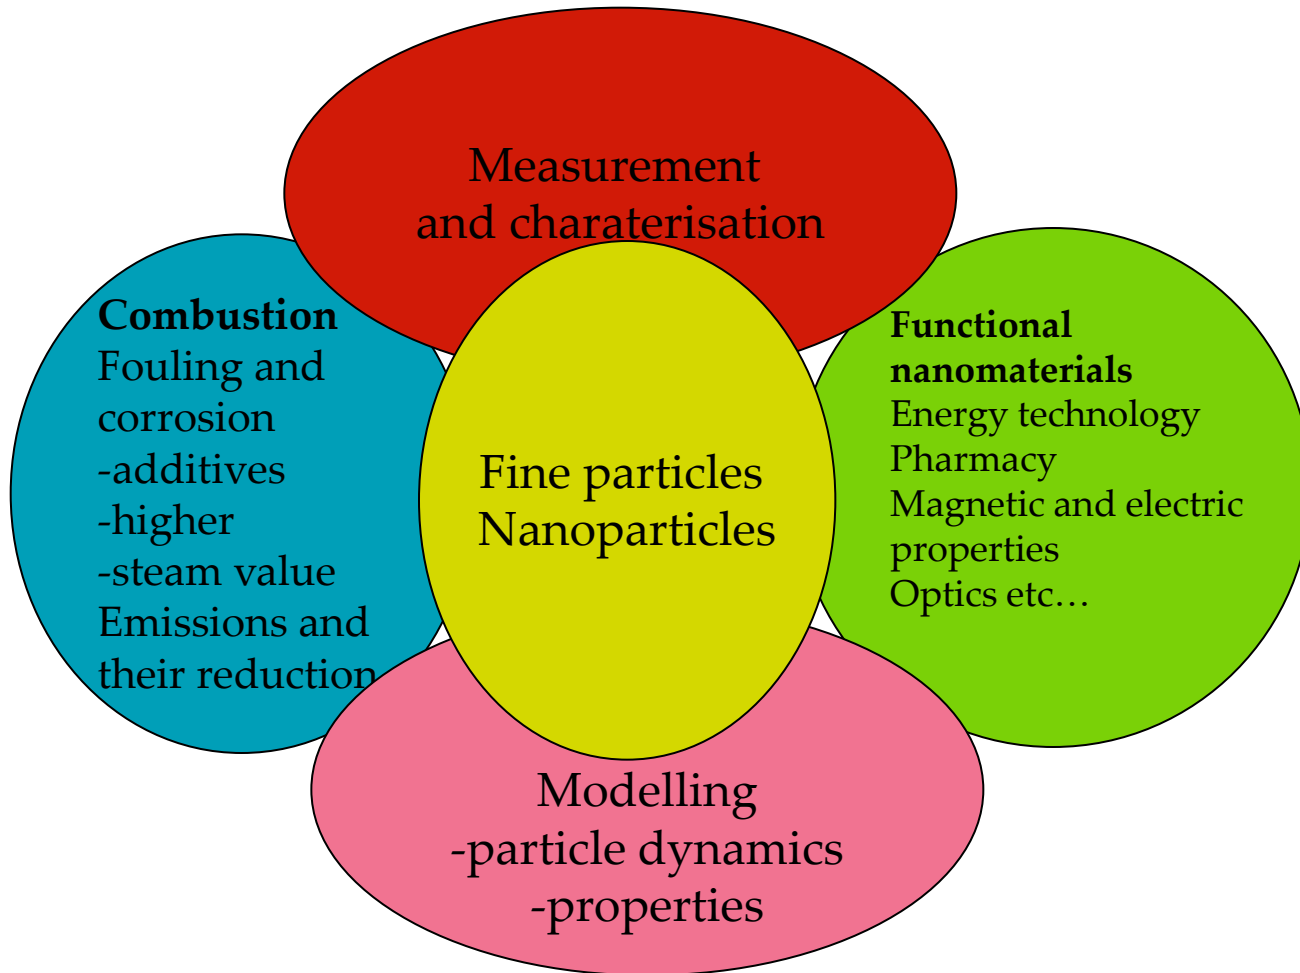 Measurement
and charaterisation
Combustion
Fouling and
corrosion
-additives
-higher
-steam value
Emissions and
their reduction
Fine particles
Nanoparticles
Functional
nanomaterials
Energy technology
Pharmacy
Magnetic and electric
properties
Optics etc…
Modelling
-particle dynamics
-properties